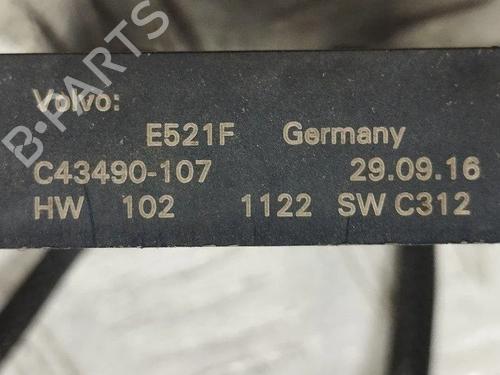 Volvo:
E521F Germany
C43490-107 29.09.16
HW 102 1122 SW C312
B-PARTS